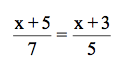 x + 5 / 7 = x + 3 / 5